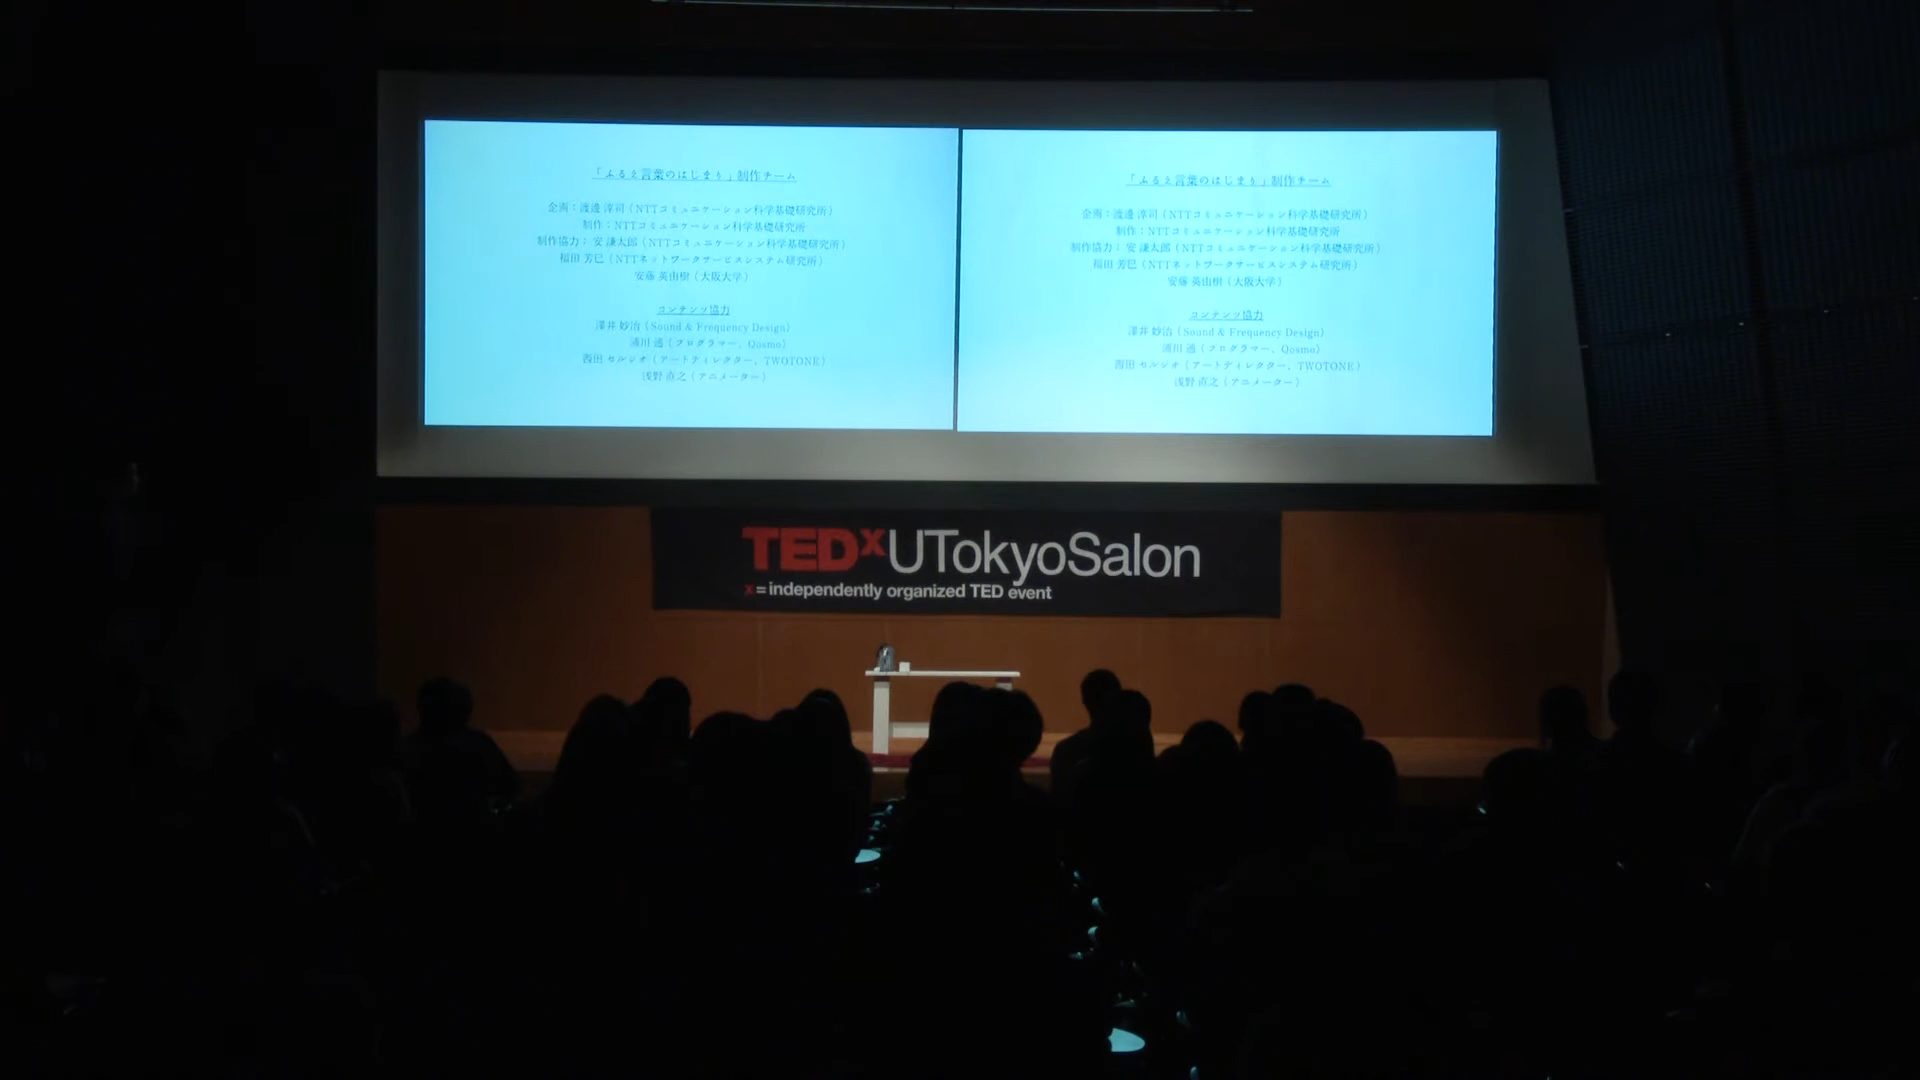 「ふるえ言葉のはじまり」制作チーム
企画：渡邊 淳司（NTTコミュニケーション科学基礎研究所）
制作：NTTコミュニケーション科学基礎研究所
制作協力： 安 謙太郎（NTTコミュニケーション科学基礎研究所）
福田 芳巳（NTTネットワークサービスシステム研究所）
安藤 英由樹（大阪大学）
コンテンツ協力
澤井 妙治（Sound & Frequency Design）
浦川 通（プログラマー、Qosmo）
西田 セルジオ（アートディレクター、TWOTONE）
浅野 直之（アニメーター）
「ふるえ言葉のはじまり」制作チーム
企画：渡邊 淳司（NTTコミュニケーション科学基礎研究所）
制作：NTTコミュニケーション科学基礎研究所
制作協力： 安 謙太郎（NTTコミュニケーション科学基礎研究所）
福田 芳巳（NTTネットワークサービスシステム研究所）
安藤 英由樹（大阪大学）
コンテンツ協力
澤井 妙治（Sound & Frequency Design）
浦川 通（プログラマー、Qosmo）
西田 セルジオ（アートディレクター、TWOTONE）
浅野 直之（アニメーター）
TEDxUTokyoSalon
x = independently organized TED event